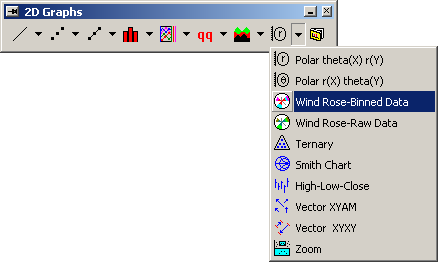 2D Graphs
qq
Polar theta(X) r(Y)
Polar r(X) theta(Y)
Wind Rose-Binned Data
Wind Rose-Raw Data
Ternary
Smith Chart
High-Low-Close
Vector XYAM
Vector XYXY
Zoom